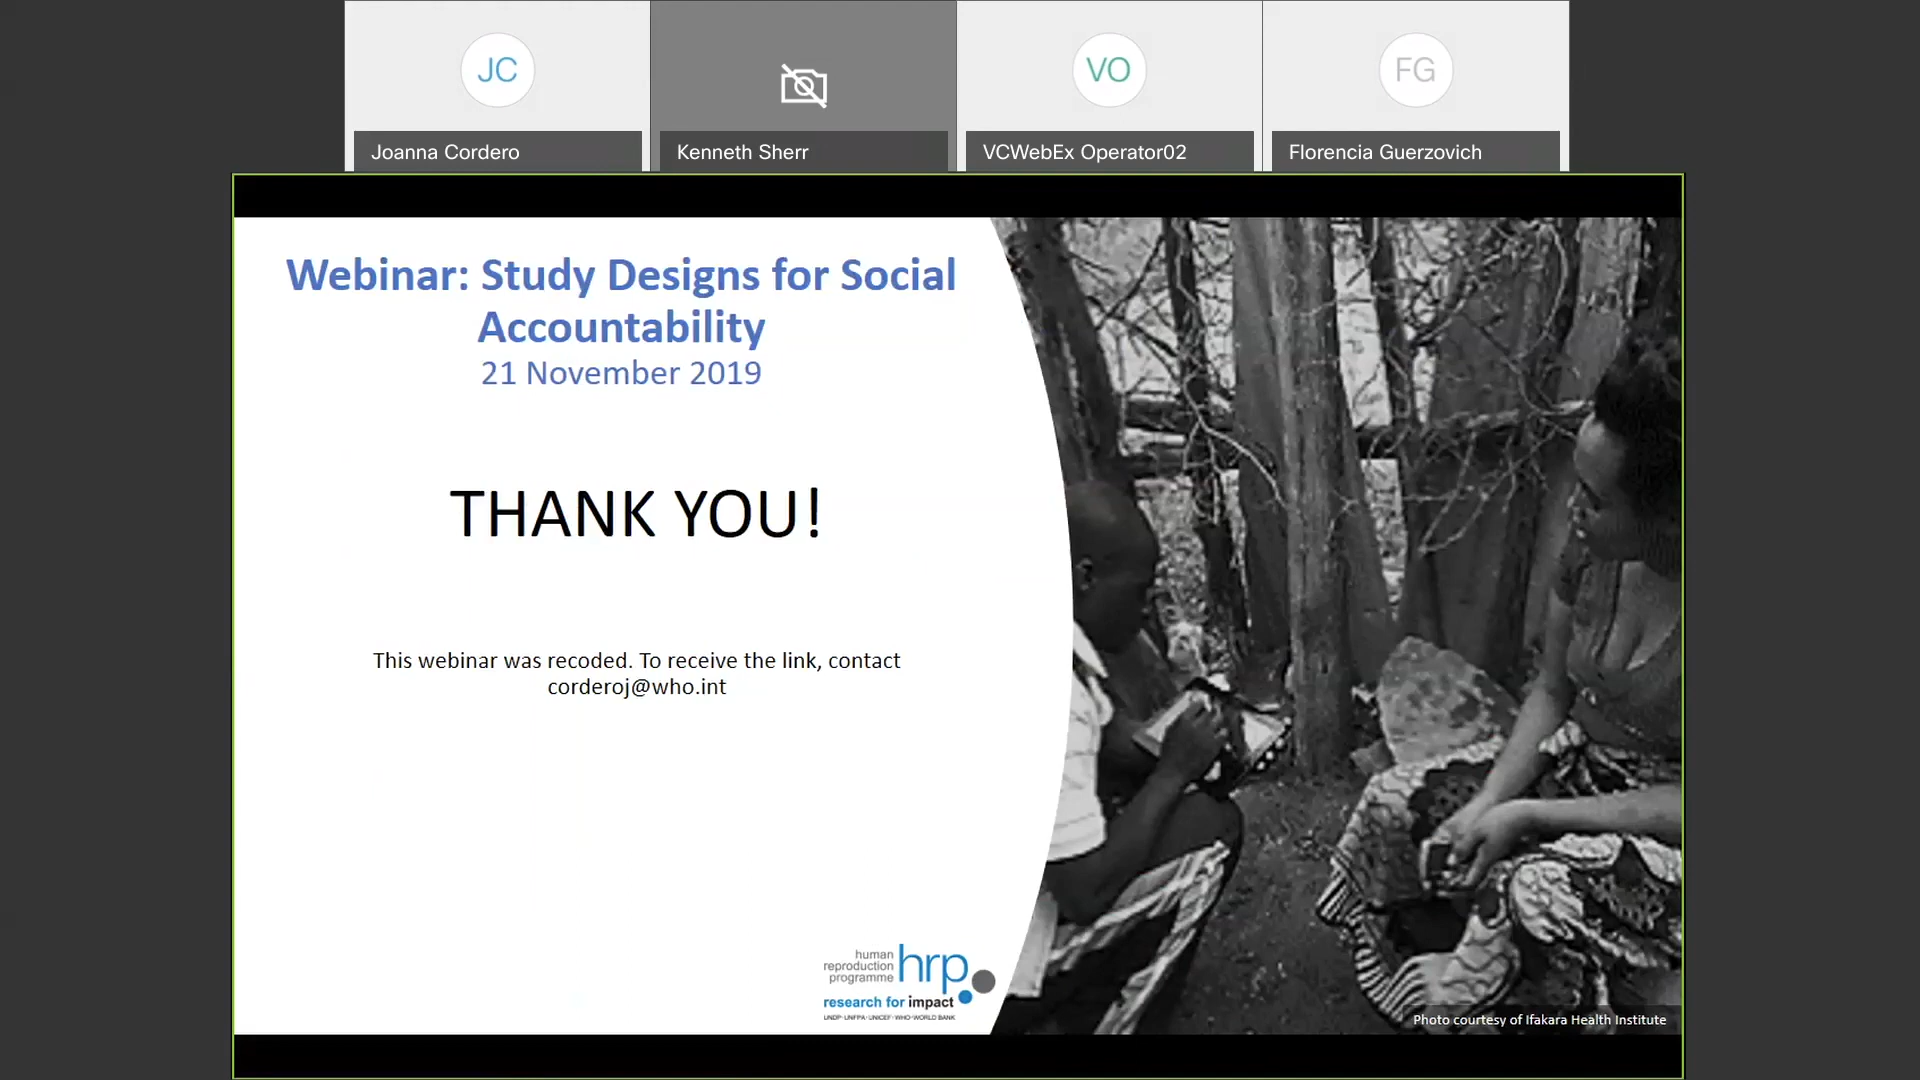 JC
VO
FG
Joanna Cordero
Kenneth Sherr
VCWebEx Operator02
Florencia Guerzovich
Webinar: Study Designs for Social
Accountability
21 November 2019
THANK YOU!
This webinar was recoded. To receive the link, contact
corderoj@who.int
human
reproduction
programme
hrp
research for impact
UNDP·UNFPA·UNICEF·WHO·WORLD BANK
Photo courtesy of Ifakara Health Institute